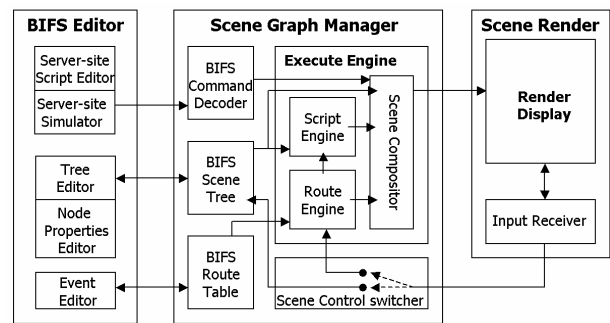 BIFS Editor
Server-site
Script Editor
Server-site
Simulator
Tree
Editor
Node
Properties
Editor
Event
Editor
Scene Graph Manager
BIFS
Command
Decoder
BIFS
Scene
Tree
BIFS
Route
Table
Execute Engine
Script
Engine
Route
Engine
Scene Compositor
Scene Control switcher
Scene Render
Render
Display
Input Receiver